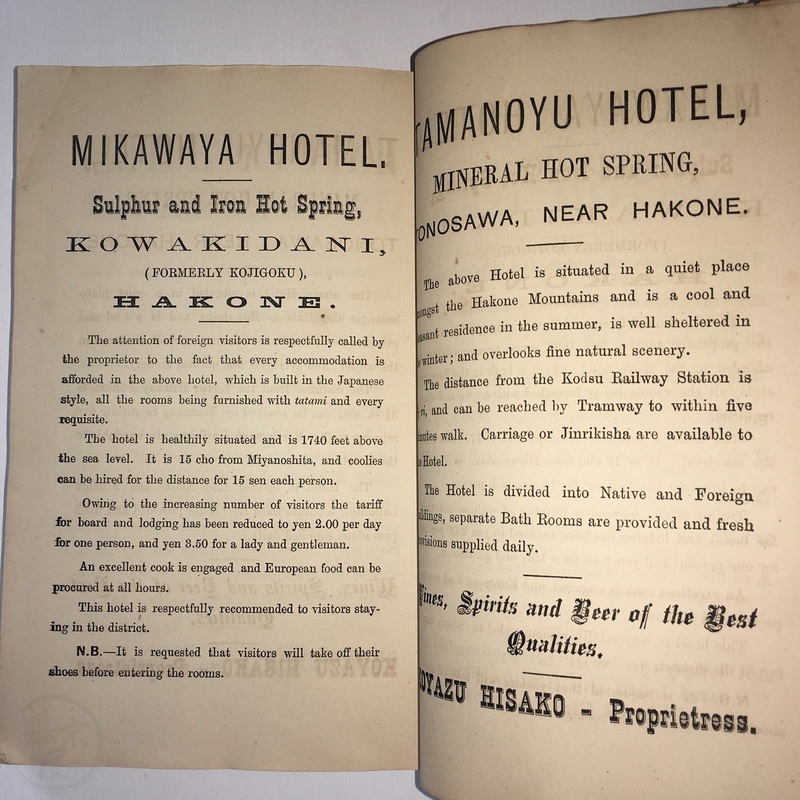 MIKAWAYA HOTEL.
Sulphur and Iron Hot Spring,
KOWAKIDANI,
(FORMERLY KOJIGOKU),
HAKONE.
The attention of foreign visitors is respectfully called by
the proprietor to the fact that every accommodation is
afforded in the above hotel, which is built in the Japanese
style, all the rooms being furnished with tatami and every
requisite.
The hotel is healthily situated and is 1740 feet above
the sea level. It is 15 cho from Miyanoshita, and coolies
can be hired for the distance for 15 sen each person.
Owing to the increasing number of visitors the tariff
for board and lodging has been reduced to yen 2.00 per day
for one person, and yen 3.50 for a lady and gentleman.
An excellent cook is engaged and European food can be
procured at all hours.
This hotel is respectfully recommended to visitors stay-
ing in the district.
N.B.—It is requested that visitors will take off their
shoes before entering the rooms.
TAMANOYU HOTEL,
MINERAL HOT SPRING,
ONOSAWA, NEAR HAKONE.
The above Hotel is situated in a quiet place
ongst the Hakone Mountains and is a cool and
easant residence in the summer, is well sheltered in
winter; and overlooks fine natural scenery.
The distance from the Kodsu Railway Station is
ri, and can be reached by Tramway to within five
inutes walk. Carriage or Jinrikisha are available to
Hotel.
The Hotel is divided into Native and Foreign
ildings, separate Bath Rooms are provided and fresh
ovisions supplied daily.
Wines, Spirits and Beer of the Best
Qualities.
OYAZU HISAKO - Proprietress.